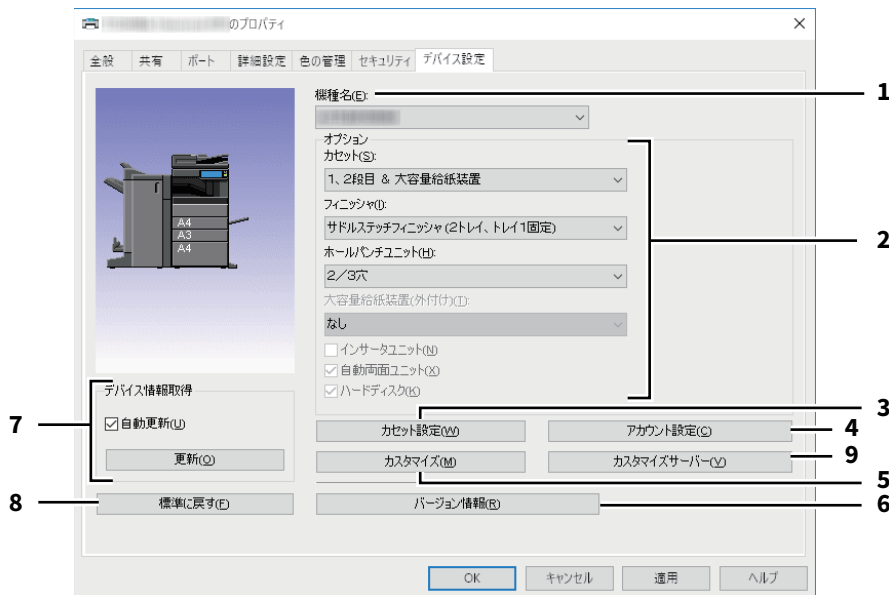 のプロパティ
全般 共有 ポート 詳細設定 色の管理 セキュリティ デバイス設定
機種名(E):
1
オプション
カセット(S):
1、2段目 & 大容量給紙装置
フィニッシャ(I):
サドルステッチフィニッシャ(2トレイ、トレイ1固定)
2
ホールパンチユニット(H):
2/3穴
大容量給紙装置(外付け)(T):
なし
インサータユニット(N)
自動両面ユニット(X)
ハードディスク(K)
A4
A3
A4
デバイス情報取得
7
自動更新(U)
更新(O)
3
カセット設定(W) アカウント設定(C)
4
カスタマイズ(M) カスタマイズサーバー(V)
9
5
8
標準に戻す(F) バージョン情報(R)
6
OK キャンセル 適用 ヘルプ